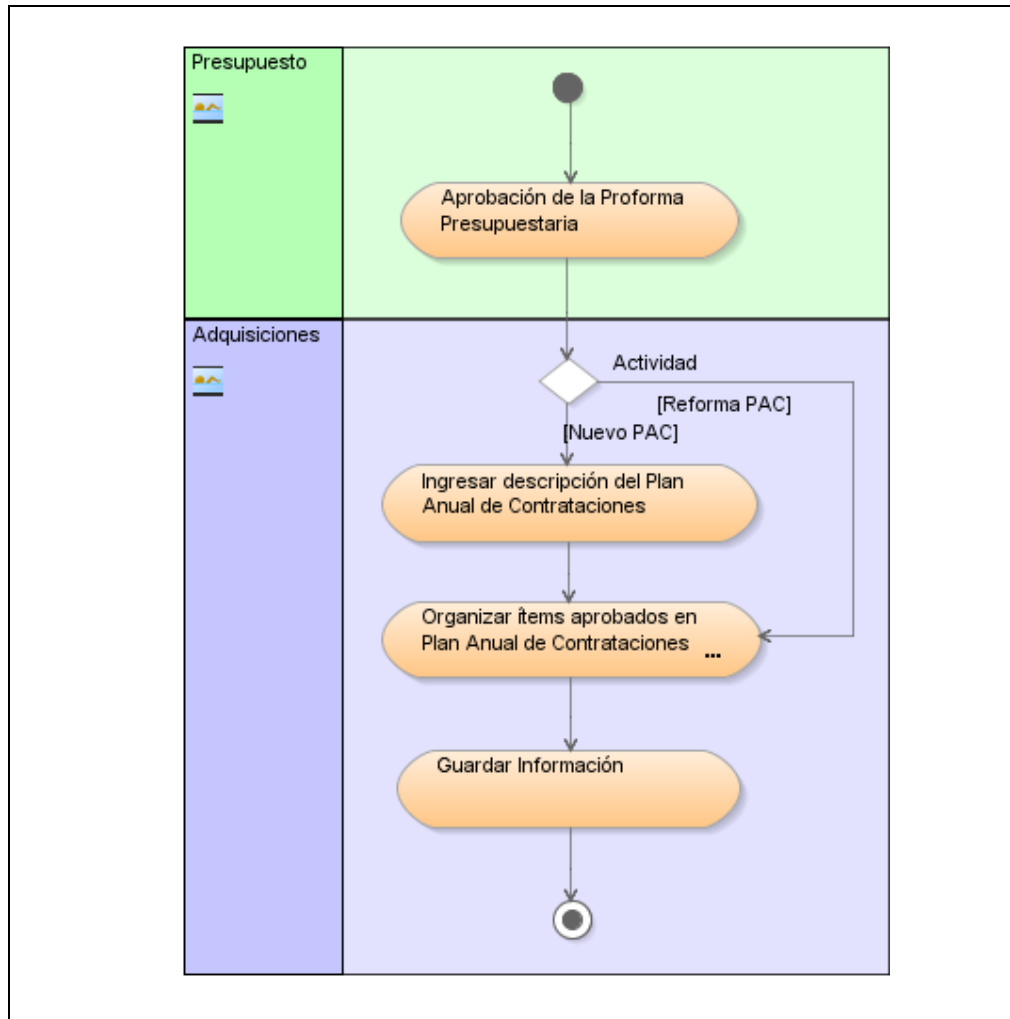 Presupuesto
Aprobación de la Proforma
Presupuestaria
Adquisiciones
Actividad
[Reforma PAC]
[Nuevo PAC]
Ingresar descripción del Plan
Anual de Contrataciones
Organizar ítems aprobados en
Plan Anual de Contrataciones ...
Guardar Información